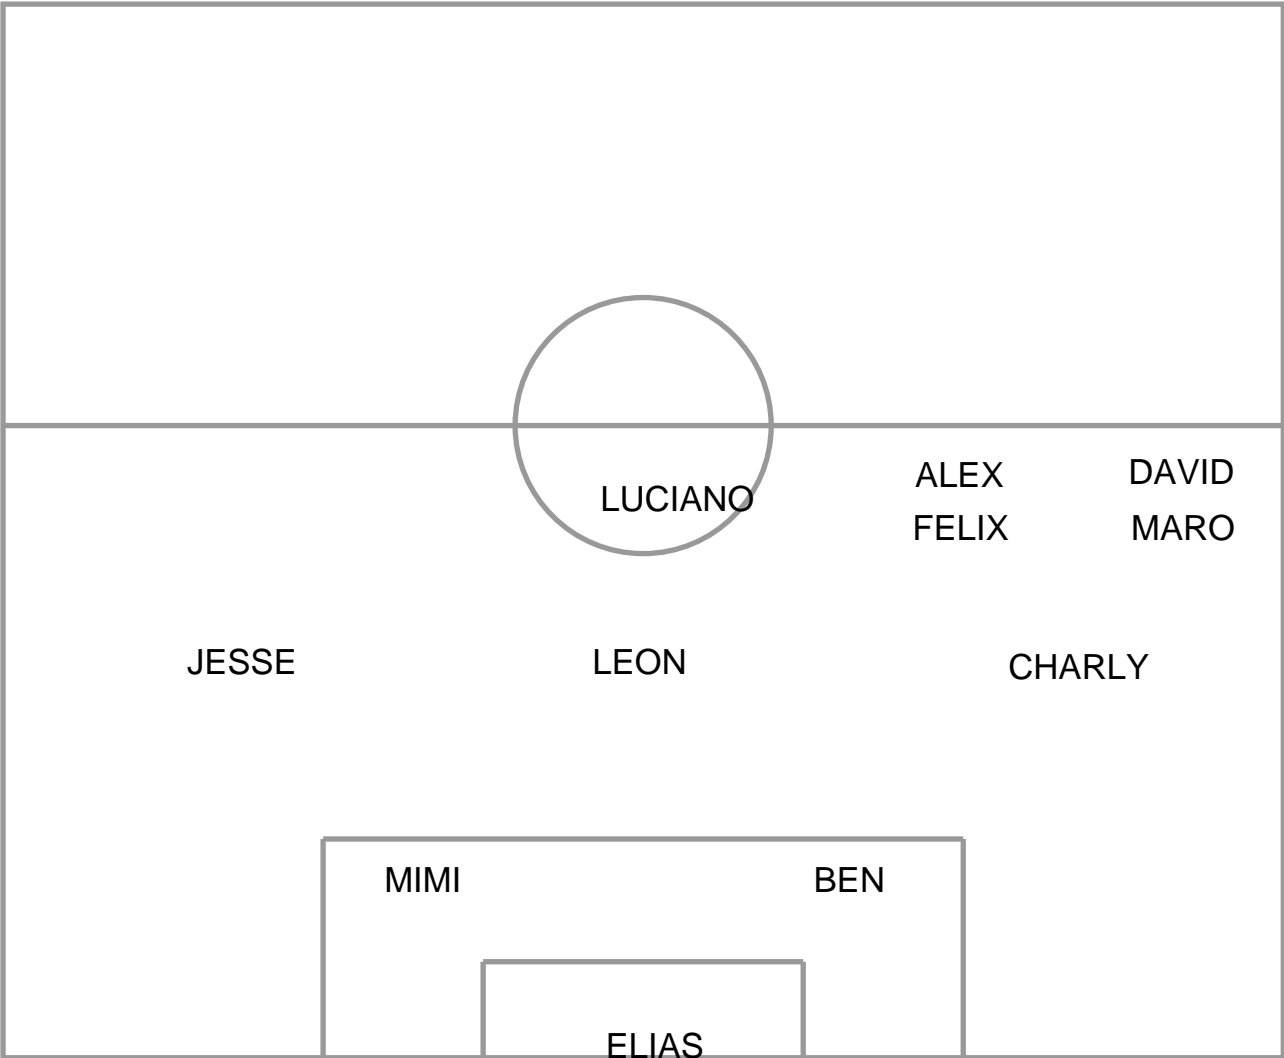 ALEX DAVID
LUCIANO
FELIX MARO
JESSE LEON CHARLY
MIMI BEN
ELIAS